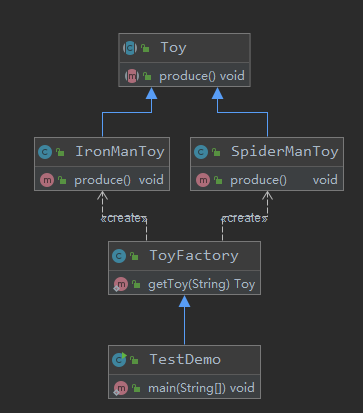 Toy
produce() void
IronManToy
produce() void
SpiderManToy
produce() void
«create»
«create»
ToyFactory
getToy(String) Toy
TestDemo
main(String[]) void